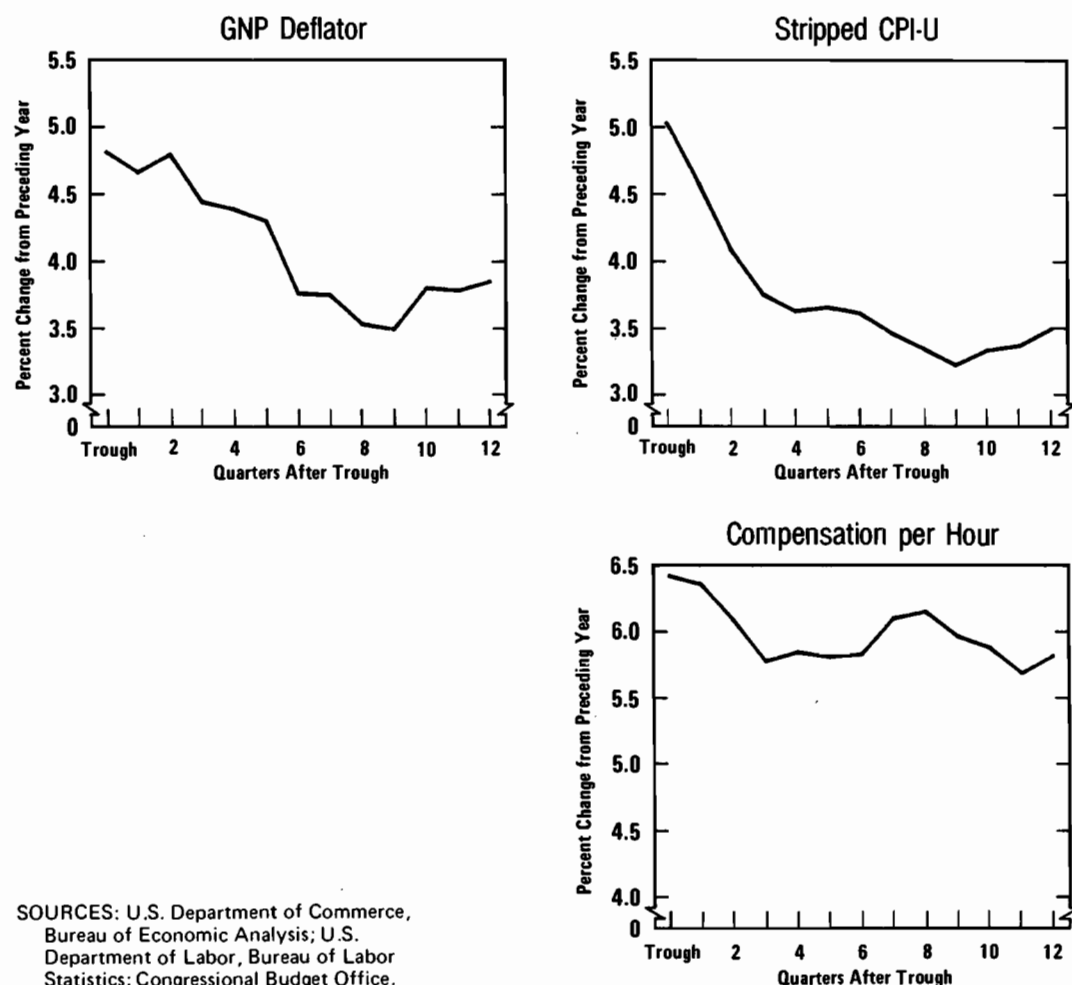 GNP Deflator
Percent Change from Preceding Year
5.5
5.0
4.5
4.0
3.5
3.0
0
Trough 2 4 6 8 10 12
Quarters After Trough
Stripped CPI-U
Percent Change from Preceding Year
5.5
5.0
4.5
4.0
3.5
3.0
0
Trough 2 4 6 8 10 12
Quarters After Trough
Compensation per Hour
Percent Change from Preceding Year
6.5
6.0
5.5
5.0
4.5
4.0
0
Trough 2 4 6 8 10 12
Quarters After Trough
SOURCES: U.S. Department of Commerce,
Bureau of Economic Analysis; U.S.
Department of Labor, Bureau of Labor
Statistics; Congressional Budget Office.